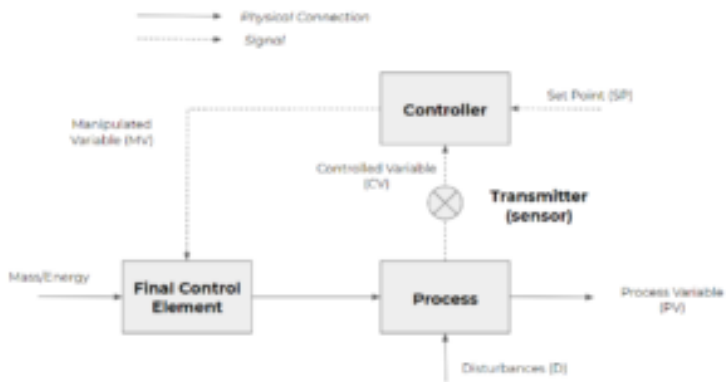 Physical Connection
Signal
Controller
Set Point (SP)
Manipulated
Variable (MV)
Controlled Variable
(CV)
Transmitter
(sensor)
Mass/Energy
Final Control
Element
Process
Process Variable
(PV)
Disturbances (D)